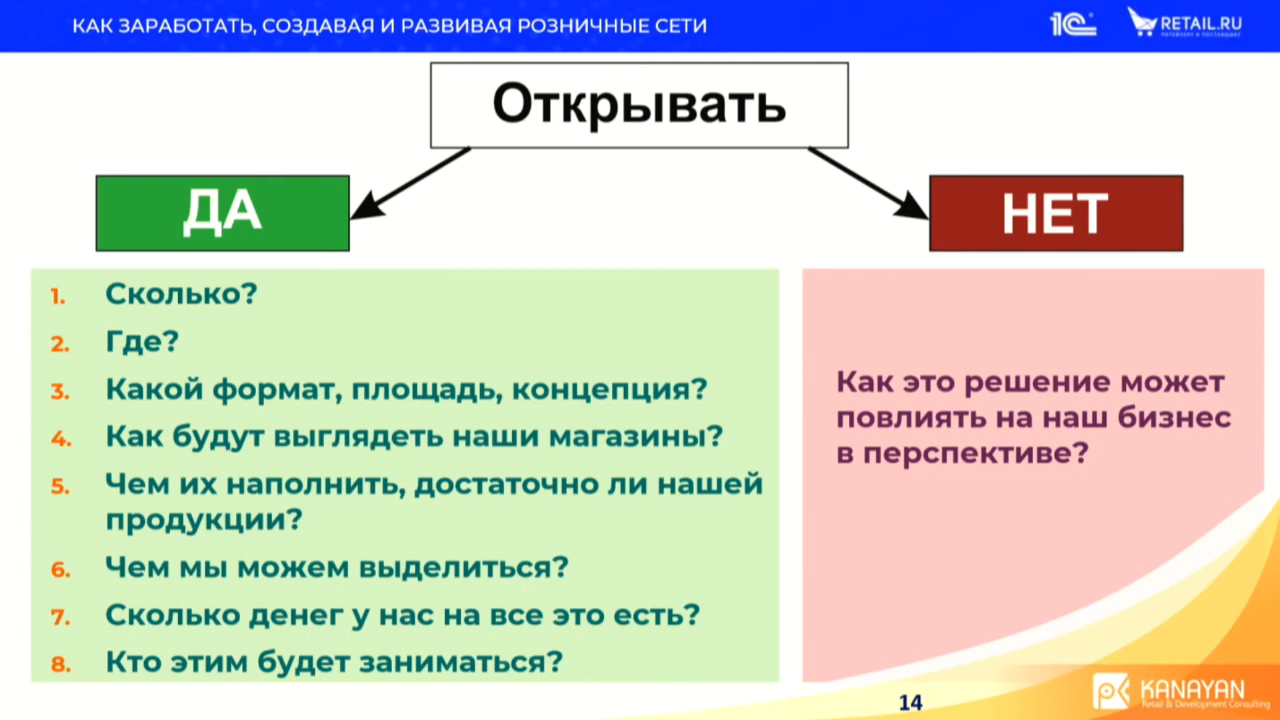 КАК ЗАРАБОТАТЬ, СОЗДАВАЯ И РАЗВИВАЯ РОЗНИЧНЫЕ СЕТИ
1С
RETAIL.RU
РИТЕЙЛЕРУ И ПОСТАВЩИКУ
Открывать
ДА
НЕТ
1. Сколько?
2. Где?
3. Какой формат, площадь, концепция?
4. Как будут выглядеть наши магазины?
5. Чем их наполнить, достаточно ли нашей
продукции?
6. Чем мы можем выделиться?
7. Сколько денег у нас на все это есть?
8. Кто этим будет заниматься?
Как это решение может
повлиять на наш бизнес
в перспективе?
14
KANAYAN
Retail & Development Consulting